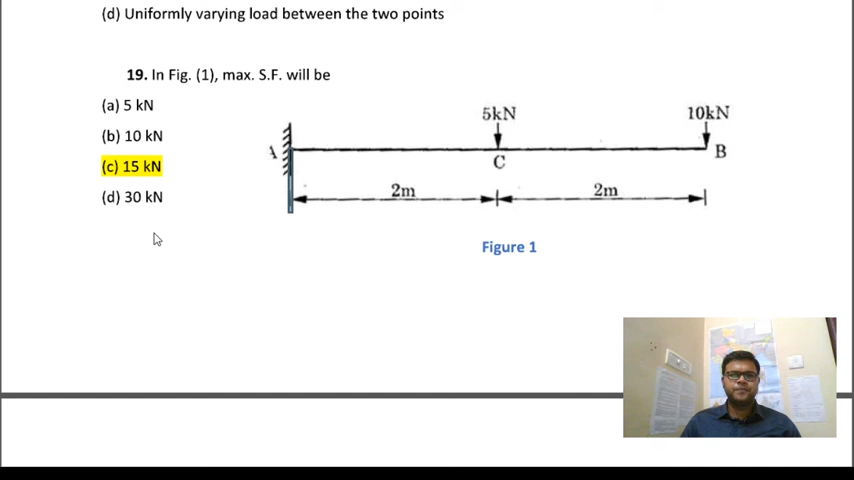 (d) Uniformly varying load between the two points
19. In Fig. (1), max. S.F. will be
(a) 5 kN
(b) 10 kN
(c) 15 kN
(d) 30 kN
5kN
10kN
A
C
B
2m
2m
Figure 1